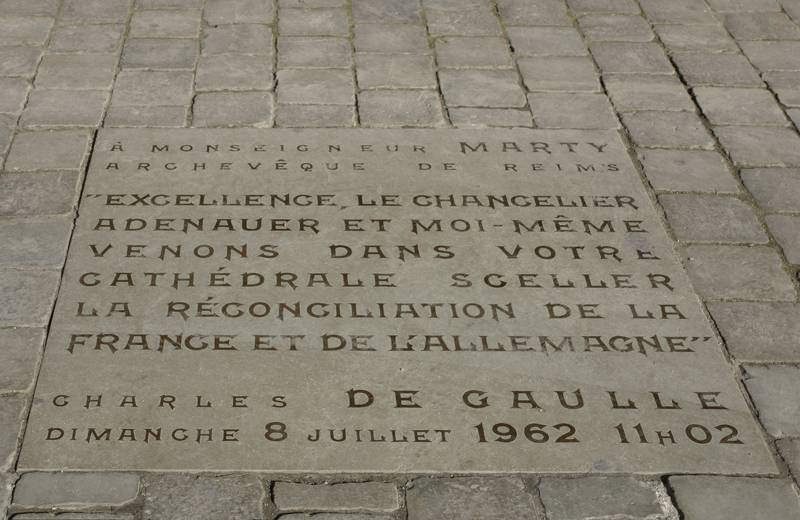 À MONSEIGNEUR MARTY
ARCHEVÊQUE DE REIMS
"EXCELLENCE, LE CHANCELIER
ADENAUER ET MOI-MÊME
VENONS DANS VOTRE
CATHÉDRALE SCELLER
LA RÉCONCILIATION DE LA
FRANCE ET DE L'ALLEMAGNE"
CHARLES DE GAULLE
DIMANCHE 8 JUILLET 1962 11H02